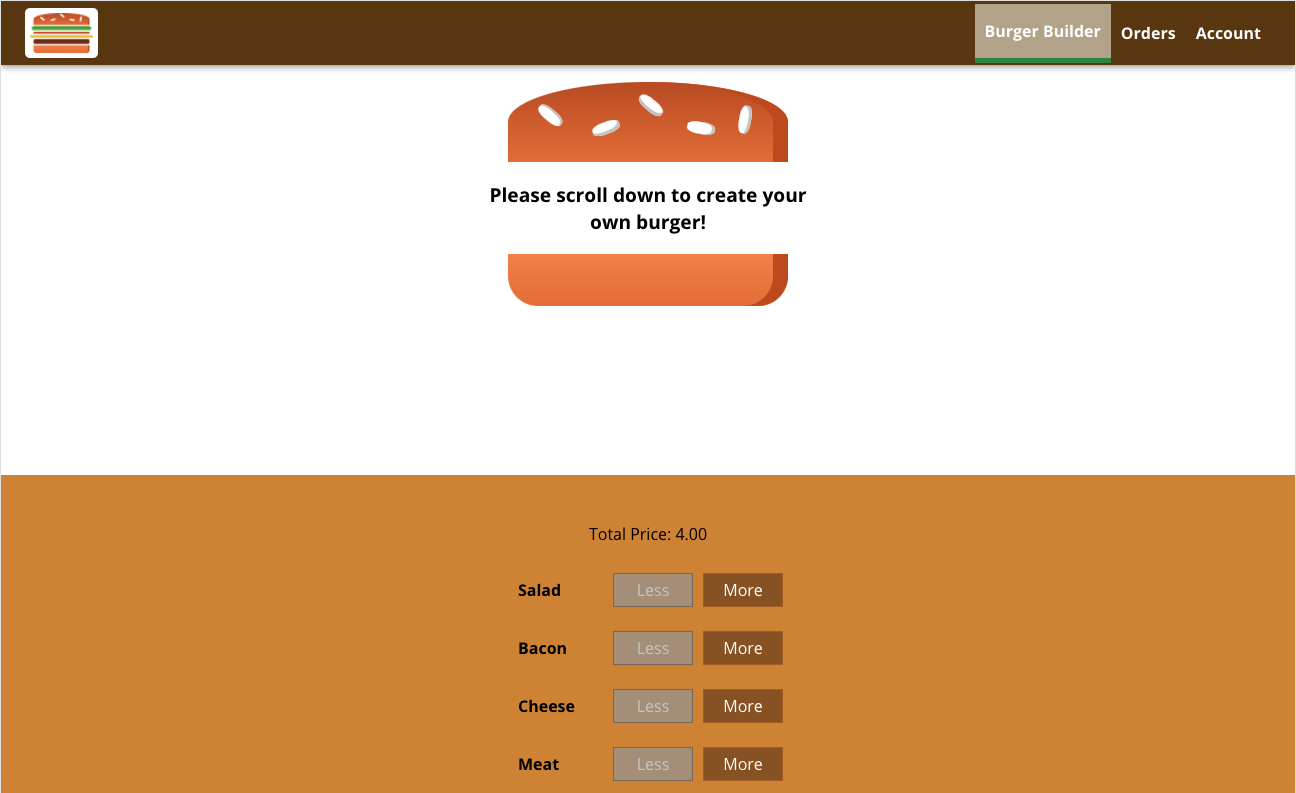 Burger Builder Orders Account
Please scroll down to create your
own burger!
Total Price: 4.00
Salad Less More
Bacon Less More
Cheese Less More
Meat Less More